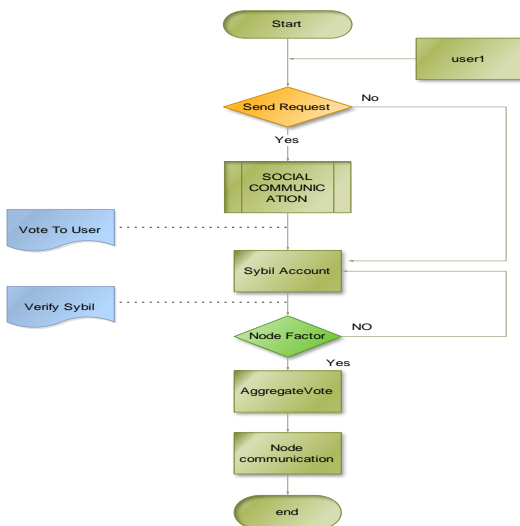 Start
user1
Send Request
No
Yes
SOCIAL
COMMUNIC
ATION
Vote To User
Sybil Account
Verify Sybil
Node Factor
NO
Yes
AggregateVote
Node
communication
end